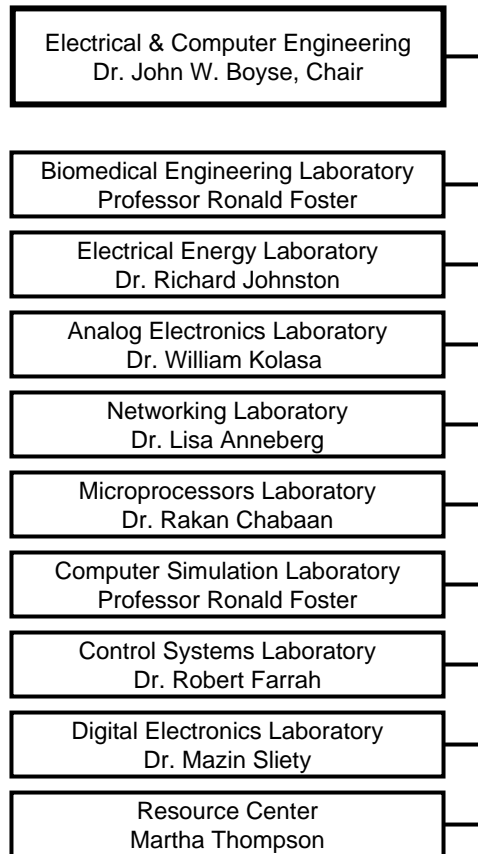 Electrical & Computer Engineering
Dr. John W. Boyse, Chair
Biomedical Engineering Laboratory
Professor Ronald Foster
Electrical Energy Laboratory
Dr. Richard Johnston
Analog Electronics Laboratory
Dr. William Kolasa
Networking Laboratory
Dr. Lisa Anneberg
Microprocessors Laboratory
Dr. Rakan Chabaan
Computer Simulation Laboratory
Professor Ronald Foster
Control Systems Laboratory
Dr. Robert Farrah
Digital Electronics Laboratory
Dr. Mazin Sliety
Resource Center
Martha Thompson